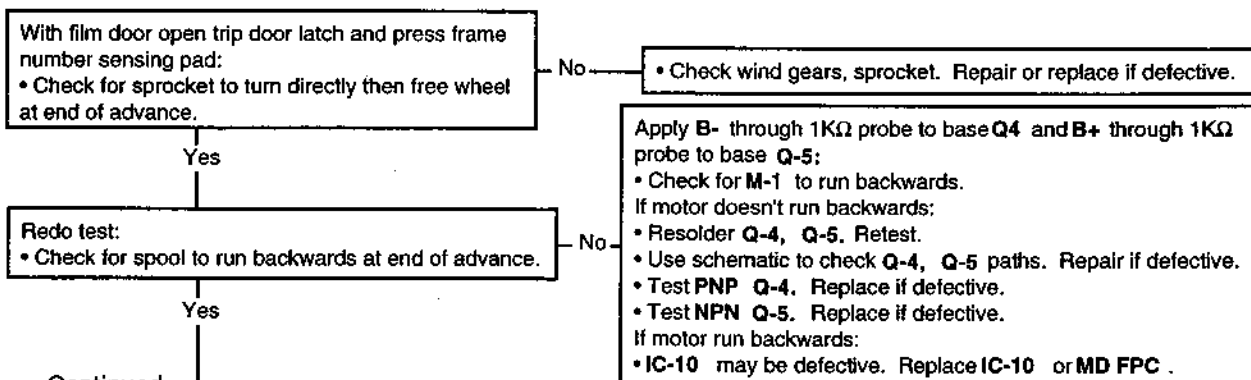 With film door open trip door latch and press frame
number sensing pad:
• Check for sprocket to turn directly then free wheel
at end of advance.
No
• Check wind gears, sprocket. Repair or replace if defective.
Yes
Redo test:
• Check for spool to run backwards at end of advance.
No
Apply B- through 1KΩ probe to base Q4 and B+ through 1KΩ
probe to base Q-5:
• Check for M-1 to run backwards.
If motor doesn't run backwards:
• Resolder Q-4, Q-5. Retest.
• Use schematic to check Q-4, Q-5 paths. Repair if defective.
• Test PNP Q-4. Replace if defective.
• Test NPN Q-5. Replace if defective.
If motor run backwards:
• IC-10 may be defective. Replace IC-10 or MD FPC .
Yes
Continued